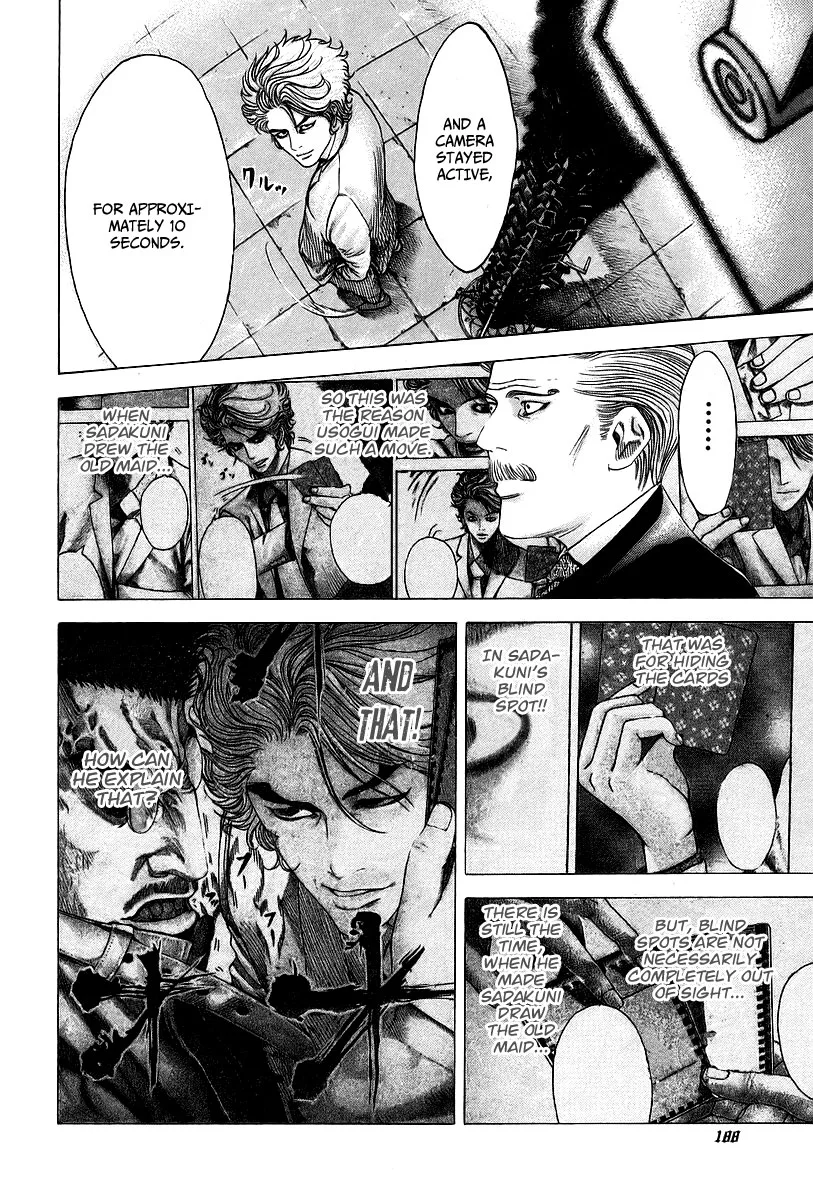 AND A
CAMERA
STAYED
ACTIVE,
FOR APPROXI-
MATELY 10
SECONDS.
クルッ
......
SO THIS WAS
THE REASON
USOGUI MADE
SUCH A MOVE.
WHEN
SADAKUNI
DREW THE
OLD MAID...
THAT WAS
FOR HIDING
THE CARDS
IN SADA-
KUNI'S
BLIND
SPOT!!
AND
THAT!
HOW CAN
HE EXPLAIN
THAT?
BUT, BLIND
SPOTS ARE NOT
NECESSARILY
COMPLETELY OUT
OF SIGHT...
THERE IS
STILL THE
TIME,
WHEN HE
MADE
SADAKUNI
DRAW
THE OLD
MAID...
188